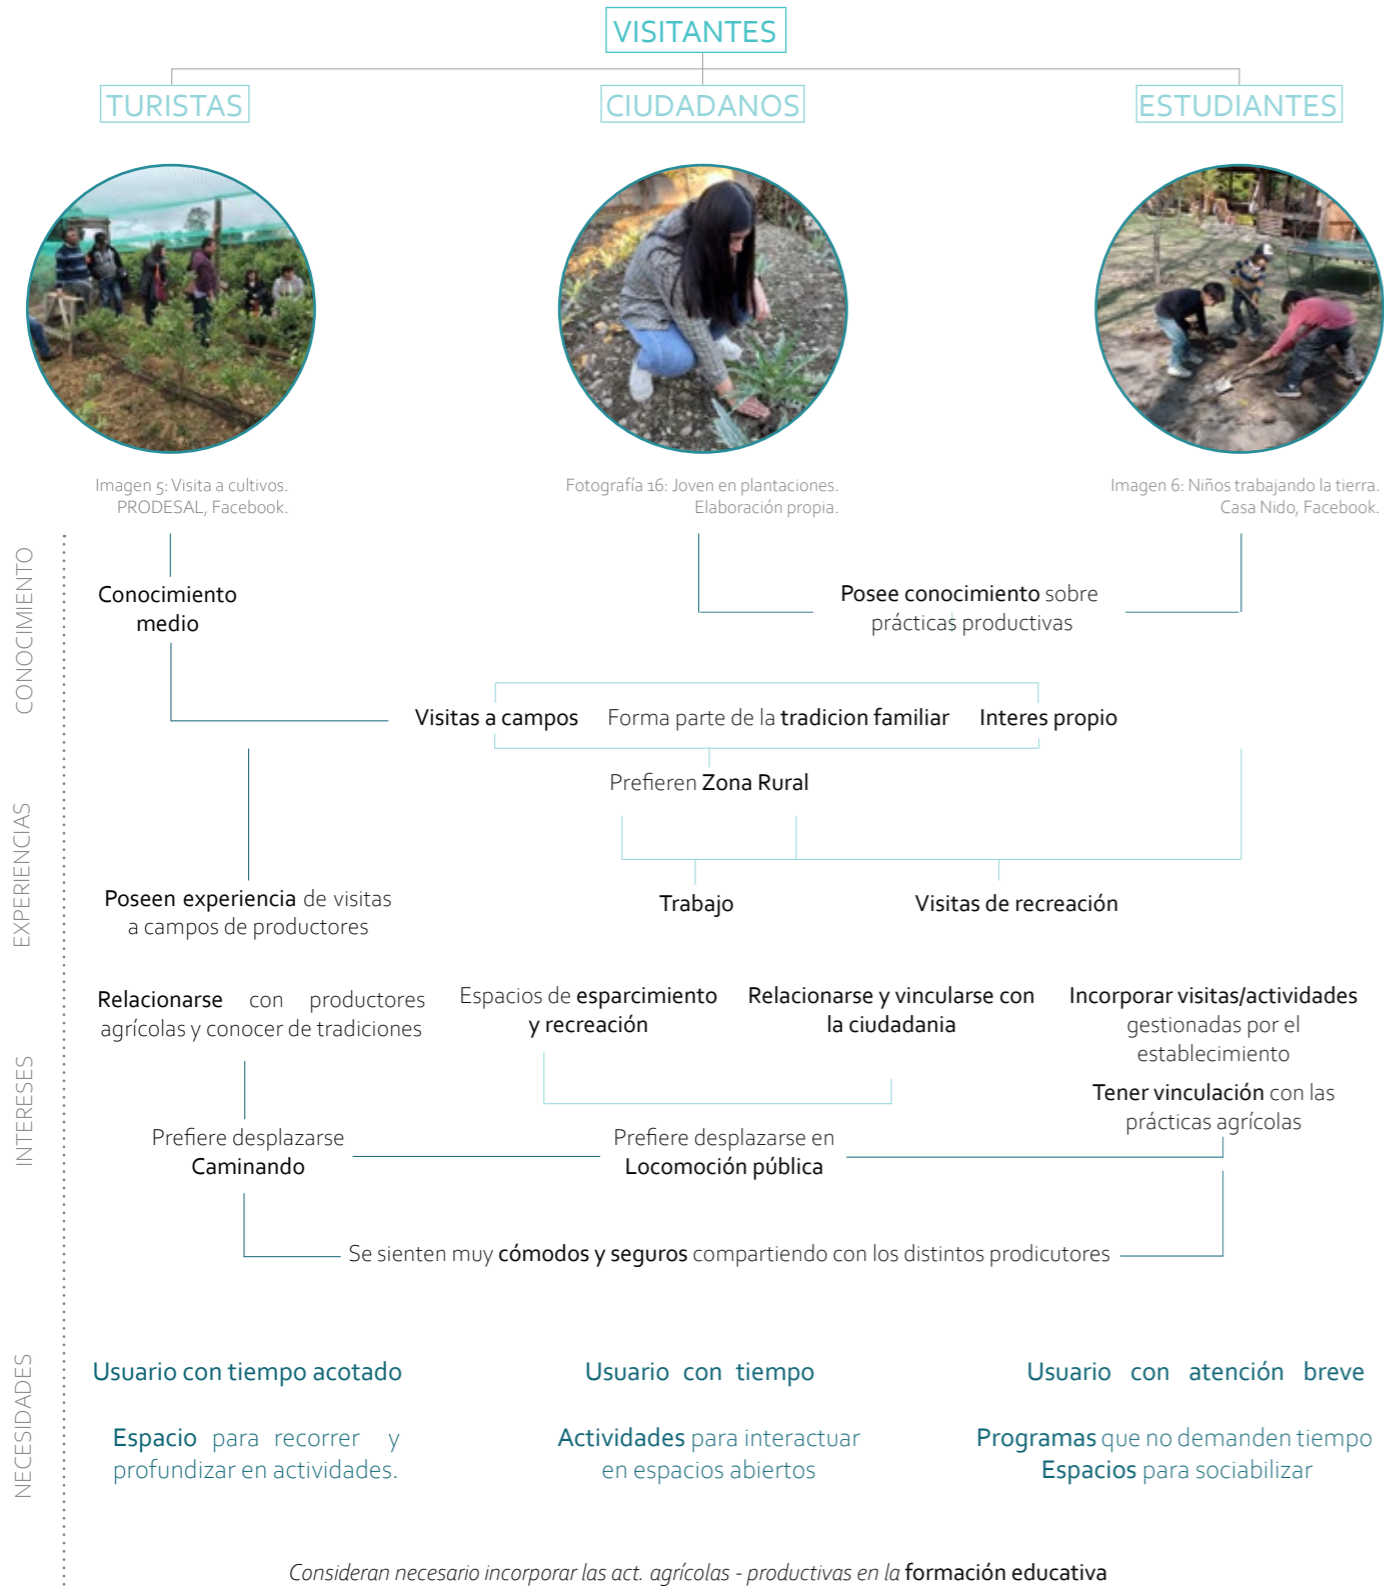 VISITANTES
TURISTAS
CIUDADANOS
ESTUDIANTES
Imagen 5: Visita a cultivos.
PRODESAL, Facebook.
Fotografía 16: Joven en plantaciones.
Elaboración propia.
Imagen 6: Niños trabajando la tierra.
Casa Nido, Facebook.
CONOCIMIENTO
Conocimiento
medio
Posee conocimiento sobre
prácticas productivas
Visitas a campos
Forma parte de la tradicion familiar
Interes propio
Prefieren Zona Rural
EXPERIENCIAS
Poseen experiencia de visitas
a campos de productores
Trabajo
Visitas de recreación
INTERESES
Relacionarse con productores
agrícolas y conocer de tradiciones
Espacios de esparcimiento
y recreación
Relacionarse y vincularse con
la ciudadania
Incorporar visitas/actividades
gestionadas por el
establecimiento
Tener vinculación con las
prácticas agrícolas
Prefiere desplazarse
Caminando
Prefiere desplazarse en
Locomoción pública
Se sienten muy cómodos y seguros compartiendo con los distintos prodicutores
NECESIDADES
Usuario con tiempo acotado
Usuario con tiempo
Usuario con atención breve
Espacio para recorrer y
profundizar en actividades.
Actividades para interactuar
en espacios abiertos
Programas que no demanden tiempo
Espacios para sociabilizar
Consideran necesario incorporar las act. agrícolas - productivas en la formación educativa